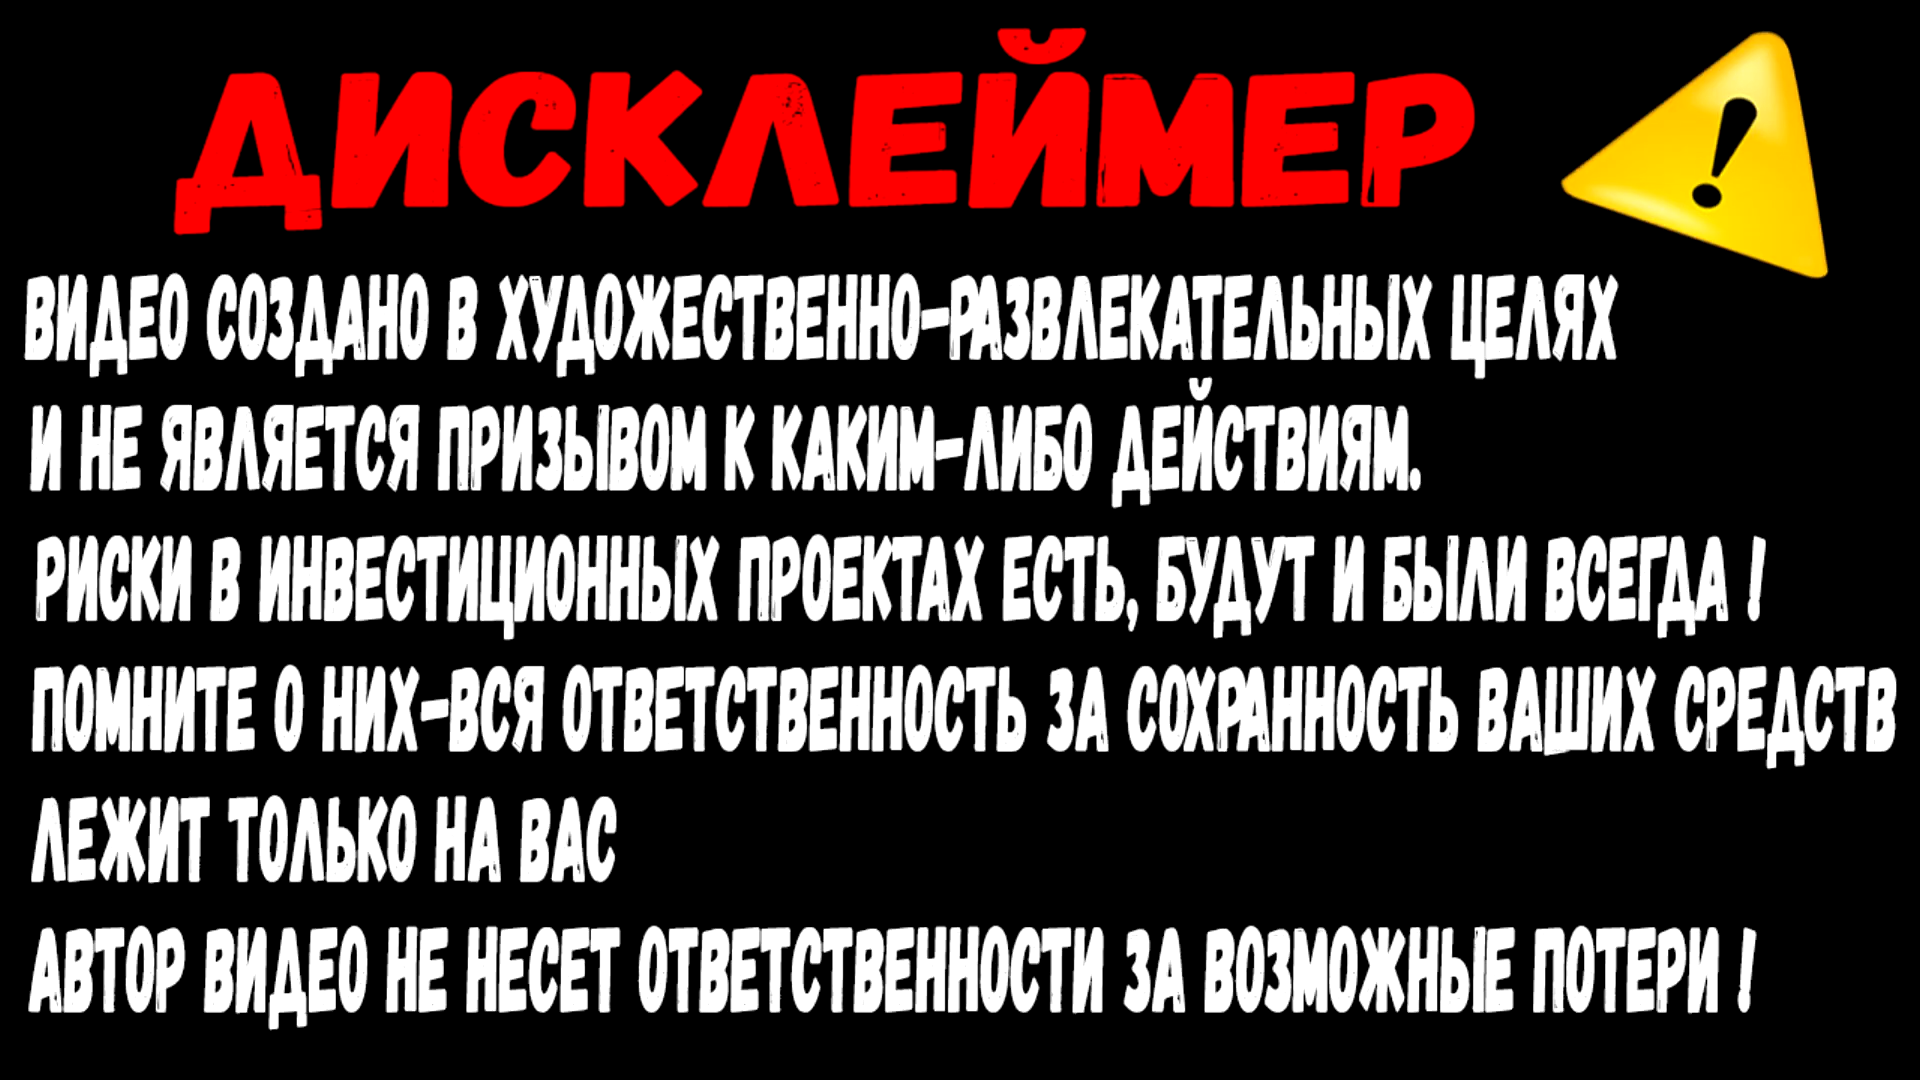 ДИСКЛЕЙМЕР
ВИДЕО СОЗДАНО В ХУДОЖЕСТВЕННО-РАЗВЛЕКАТЕЛЬНЫХ ЦЕЛЯХ
И НЕ ЯВЛЯЕТСЯ ПРИЗЫВОМ К КАКИМ-ЛИБО ДЕЙСТВИЯМ.
РИСКИ В ИНВЕСТИЦИОННЫХ ПРОЕКТАХ ЕСТЬ, БУДУТ И БЫЛИ ВСЕГДА !
ПОМНИТЕ О НИХ-ВСЯ ОТВЕТСТВЕННОСТЬ ЗА СОХРАННОСТЬ ВАШИХ СРЕДСТВ
ЛЕЖИТ ТОЛЬКО НА ВАС
АВТОР ВИДЕО НЕ НЕСЕТ ОТВЕТСТВЕННОСТИ ЗА ВОЗМОЖНЫЕ ПОТЕРИ !